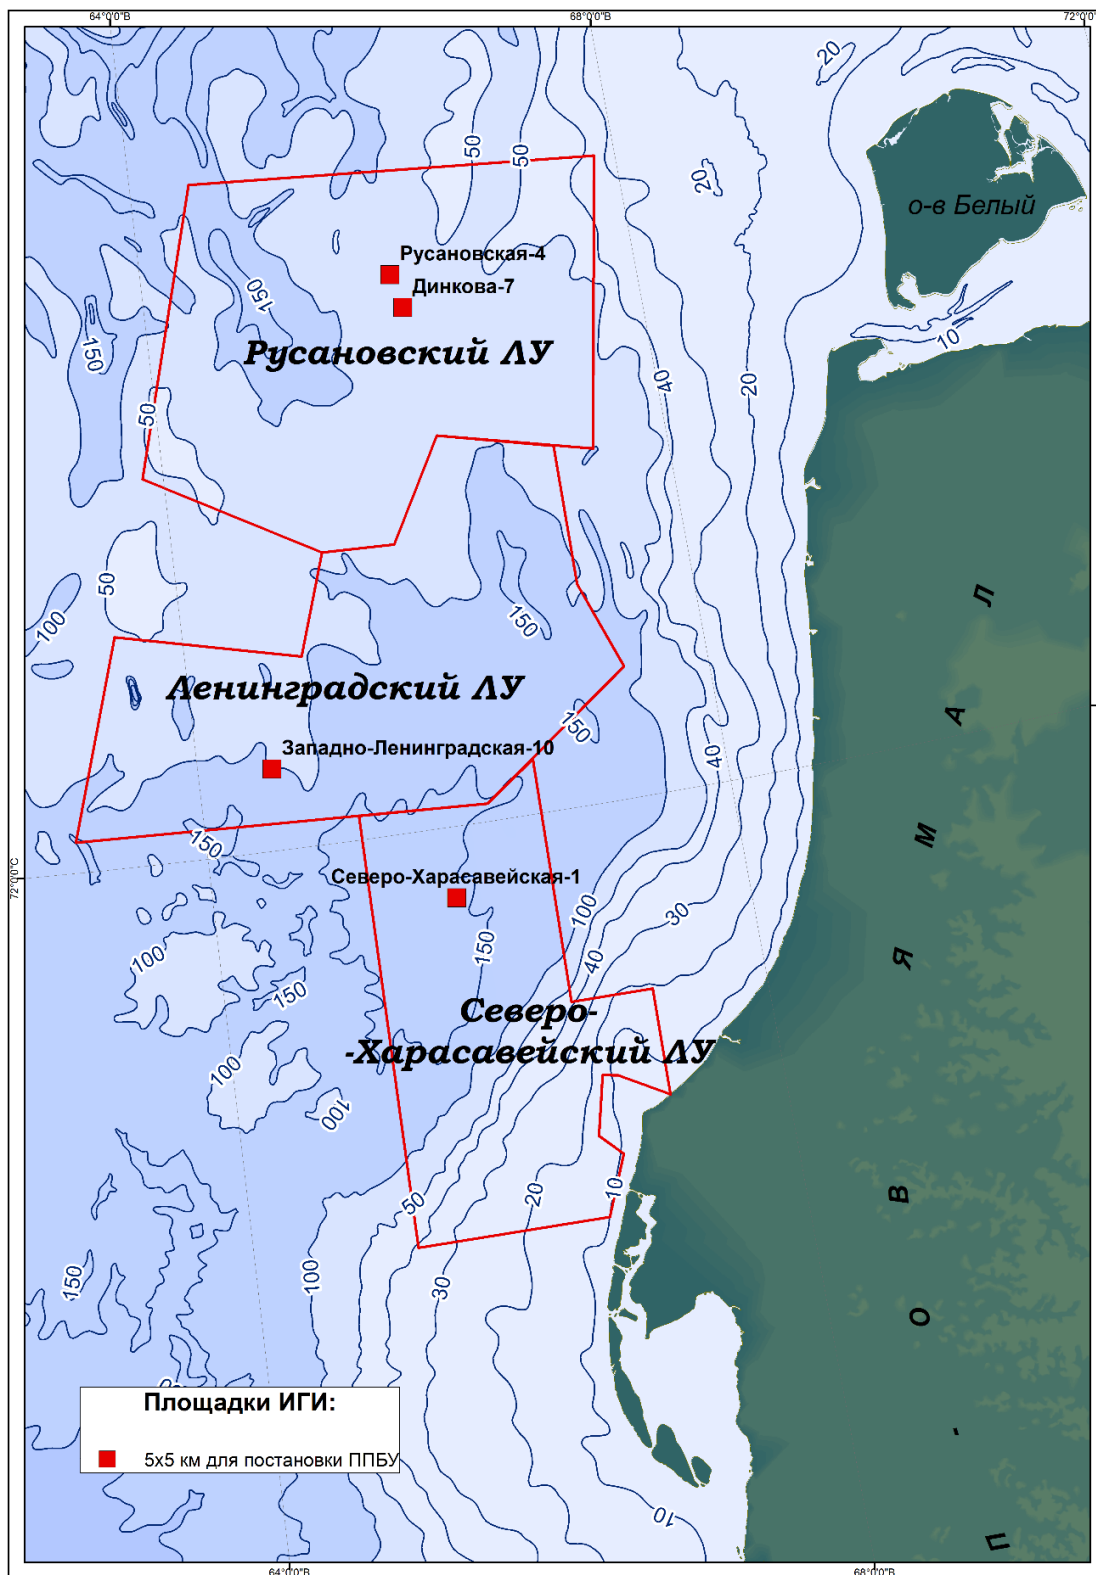 64°0'0"В
68°0'0"В
72°0'0"В
20
50
50
20
о-в Белый
Русановская-4
150
Динкова-7
10
150
Русановский ЛУ
40
20
50
50
100
150
П-ОВ ЯМАЛ
Ленинградский ЛУ
150
Западно-Ленинградская-10
40
150
72°0'0"С
Северо-Харасавейская-1
100
30
150
100
40
150
Северо-
-Харасавейский ЛУ
100
100
10
20
50
150
100
30
Площадки ИГИ:
5х5 км для постановки ППБУ
10
64°0'0"В
68°0'0"В